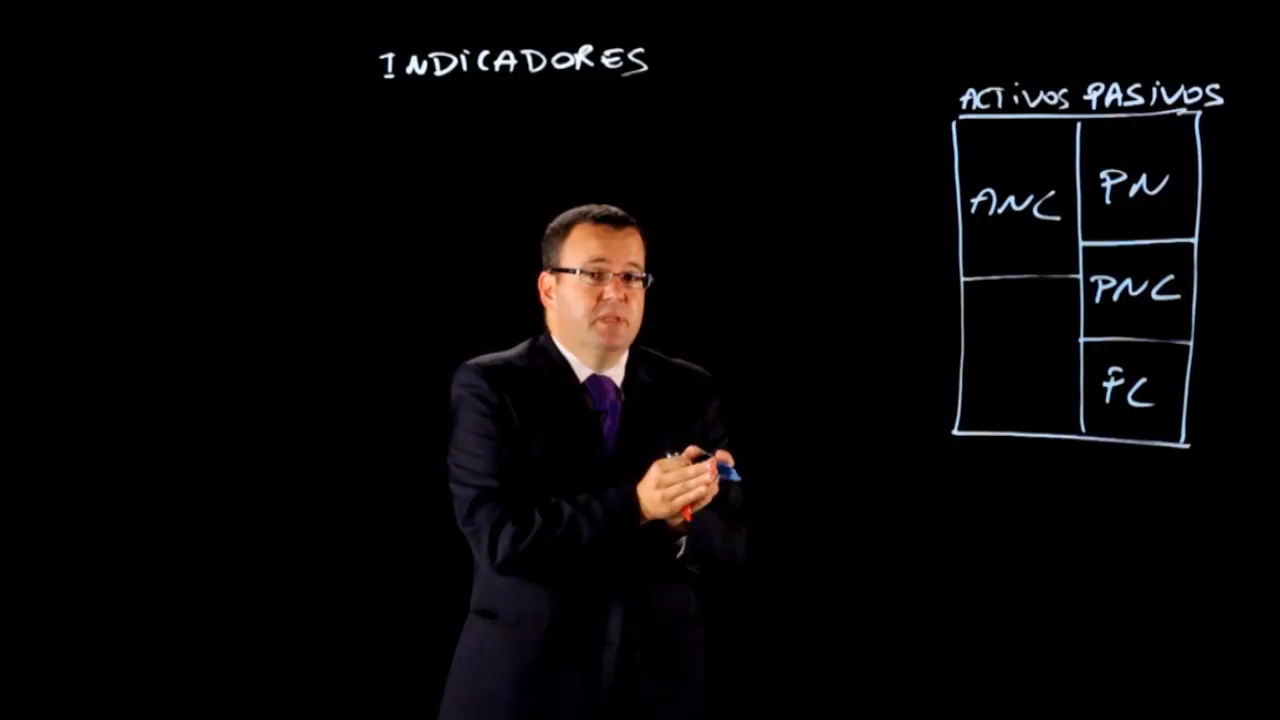 INDICADORES
ACTIVOS PASIVOS
ANC
PN
PNC
PC